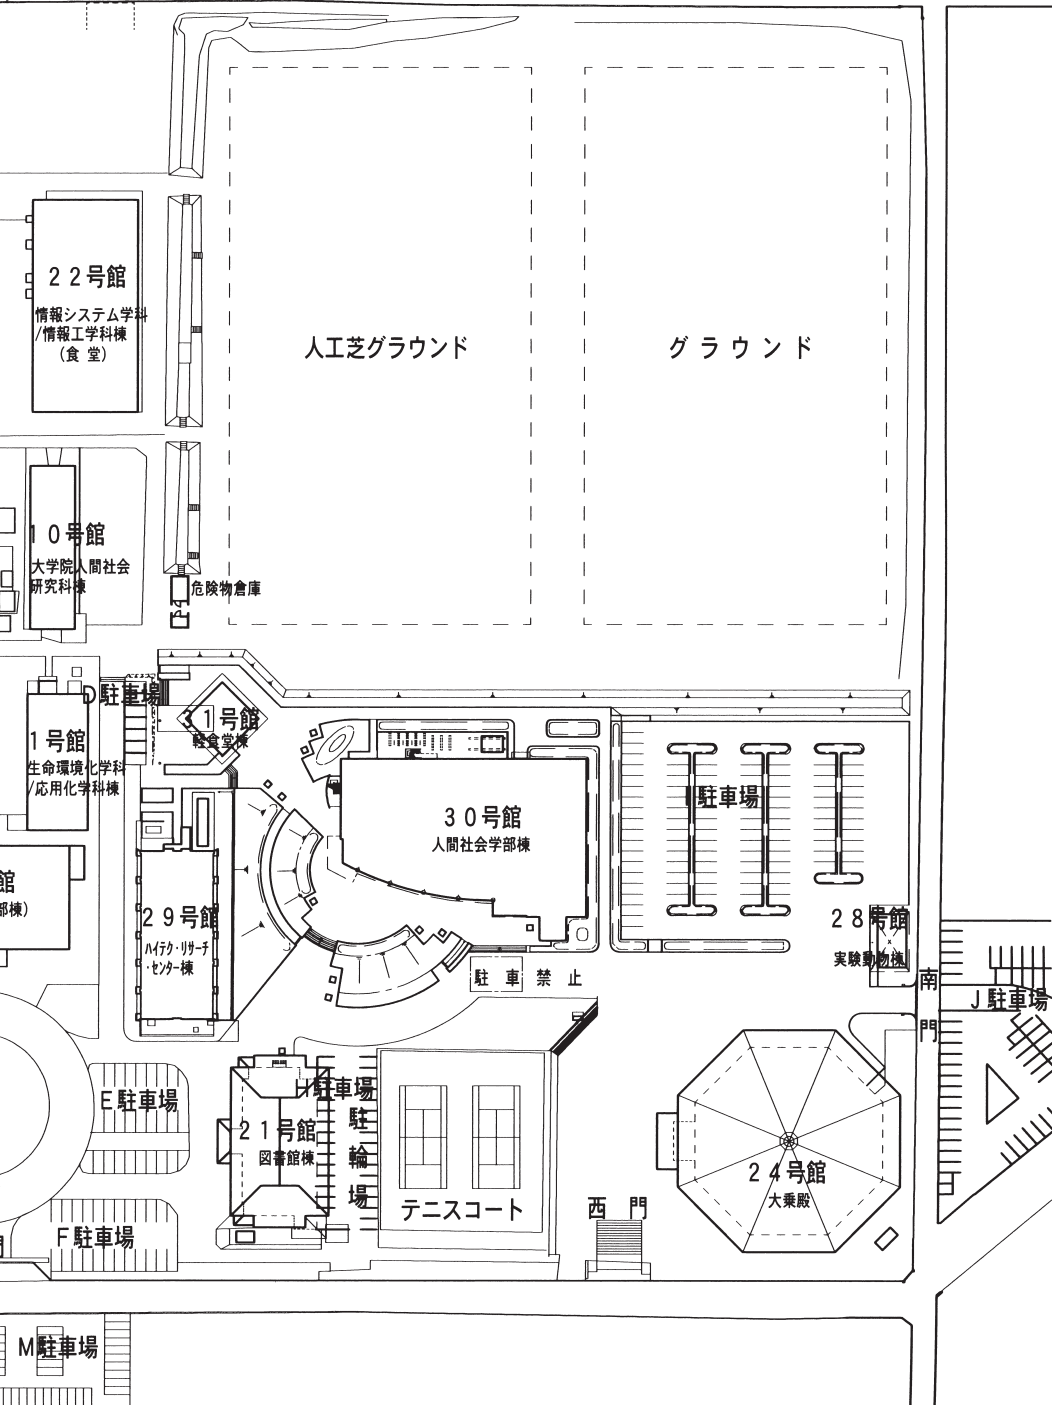 ２２号館
情報システム学科
/情報工学科棟
(食 堂)
人工芝グラウンド
グラウンド
１０号館
大学院人間社会
研究科棟
危険物倉庫
D駐車場
３１号館
軽食堂棟
１号館
生命環境化学科
/応用化学科棟
３０号館
人間社会学部棟
I駐車場
館
部棟)
２９号館
ハイテク・リサーチ
・センター棟
２８号館
実験動物棟
駐車禁止
南門
J駐車場
E駐車場
H駐車場
駐輪場
２１号館
図書館棟
２４号館
大乗殿
テニスコート
西門
F駐車場
門
M駐車場